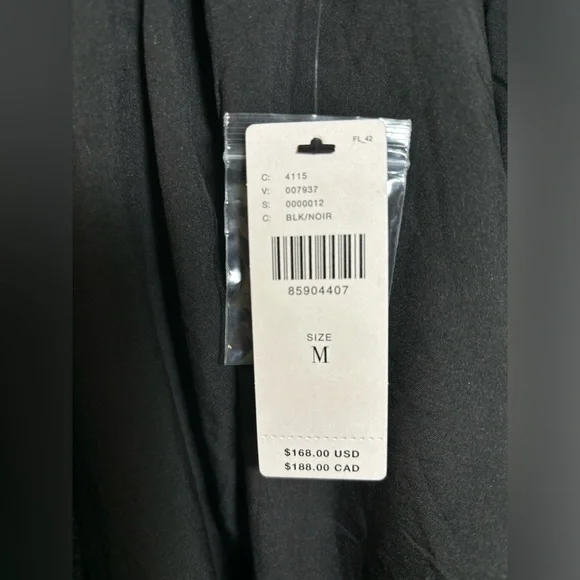 FL_42
C: 4115
V: 007937
S: 0000012
C: BLK/NOIR
85904407
SIZE
M
$168.00 USD
$188.00 CAD